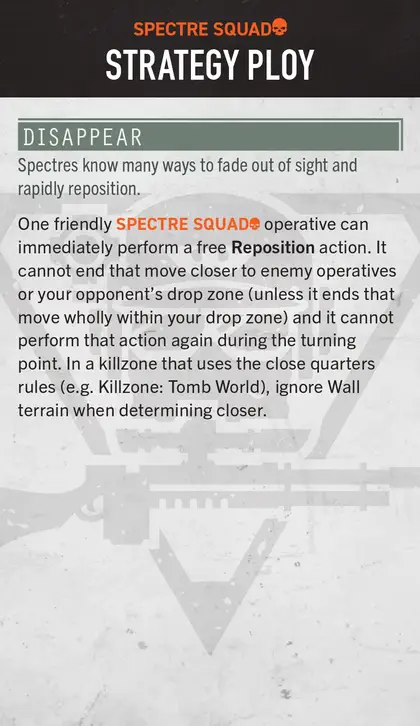 SPECTRE SQUAD
STRATEGY PLOY
DISAPPEAR
Spectres know many ways to fade out of sight and
rapidly reposition.
One friendly SPECTRE SQUAD operative can
immediately perform a free Reposition action. It
cannot end that move closer to enemy operatives
or your opponent’s drop zone (unless it ends that
move wholly within your drop zone) and it cannot
perform that action again during the turning
point. In a killzone that uses the close quarters
rules (e.g. Killzone: Tomb World), ignore Wall
terrain when determining closer.